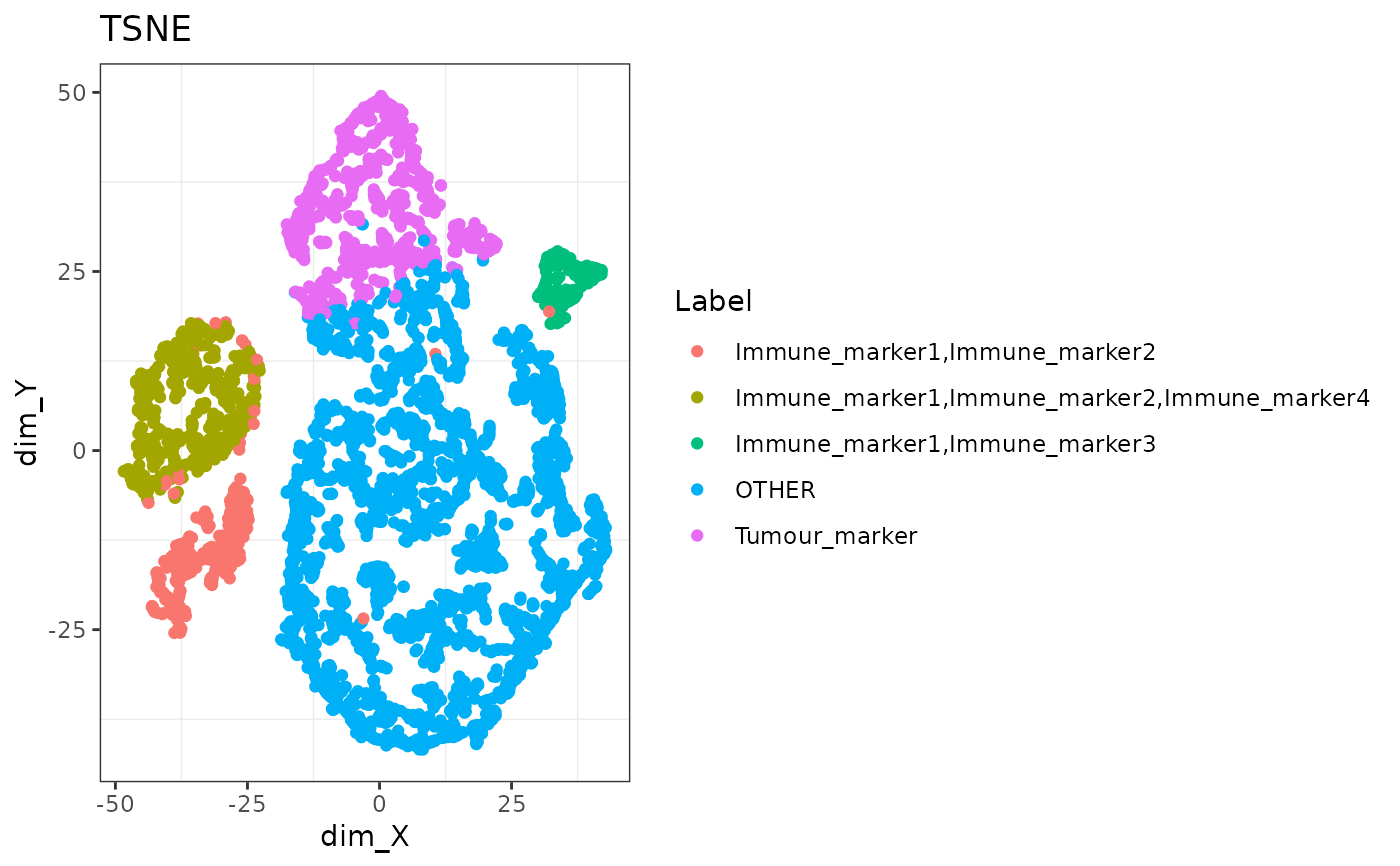 TSNE
50
25
0
-25
dim_Y
-50
-25
0
25
dim_X
Label
Immune_marker1,Immune_marker2
Immune_marker1,Immune_marker2,Immune_marker4
Immune_marker1,Immune_marker3
OTHER
Tumour_marker